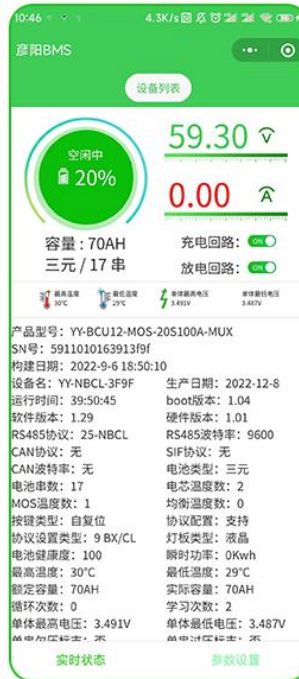 10:46 4.3K/s
彦阳BMS
设备列表
空闲中
20%
59.30 V
0.00 A
容量：70AH
三元 / 17 串
充电回路： ON
放电回路： ON
最高温度 30℃
最低温度 29℃
单体最高电压 3.491V
单体最低电压 3.487V
产品型号：YY-BCU12-MOS-20S100A-MUX
SN号：5911010163913f9f
构建日期：2022-9-6 18:50:10
设备名：YY-NBCL-3F9F 生产日期：2022-12-8
运行时间：39:50:45 boot版本：1.04
软件版本：1.29 硬件版本：1.01
RS485协议：25-NBCL RS485波特率：9600
CAN协议：无 SIF协议：无
CAN波特率：无 电池类型：三元
电池串数：17 电芯温度数：2
MOS温度数：1 均衡温度数：0
按键类型：自复位 协议配置：支持
协议设置类型：9 BX/CL 灯板类型：液晶
电池健康度：100 瞬时功率：0Kwh
最高温度：30℃ 最低温度：29℃
额定容量：70AH 实际容量：70AH
循环次数：0 学习次数：2
单体最高电压：3.491V 单体最低电压：3.487V
单串欠压标志：否 单串过压标志：否
实时状态 参数设置